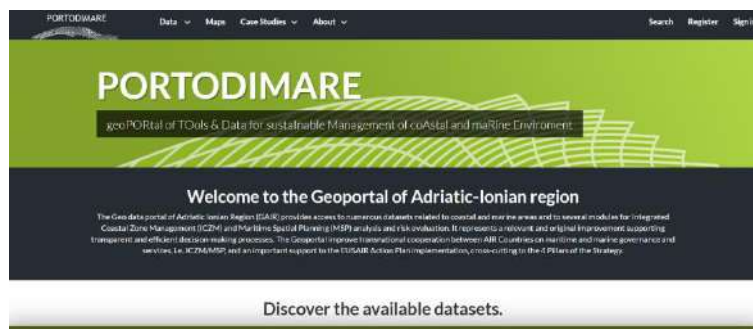 PORTODIMARE
Data Maps Case Studies About Search Register Sign in
PORTODIMARE
geoPORtal of TOols & Data for sustaInable Management of coAstal and maRine Enviroment
Welcome to the Geoportal of Adriatic-Ionian region
The Geo data portal of Adriatic Ionian Region (GAIR) provides access to numerous datasets related to coastal and marine areas and to several modules for Integrated
Coastal Zone Management (ICZM) and Maritime Spatial Planning (MSP) analysis and risk evaluation. It represents a relevant and original improvement supporting
transparent and efficient decision making processes. The Geoportal improve transnational cooperation between AIR Countries on maritime and marine governance and
services, i.e. ICZM/MSP, and an important support to the EUSAIR Action Plan implementation, cross-cutting to the 4 Pillars of the Strategy.
Discover the available datasets.